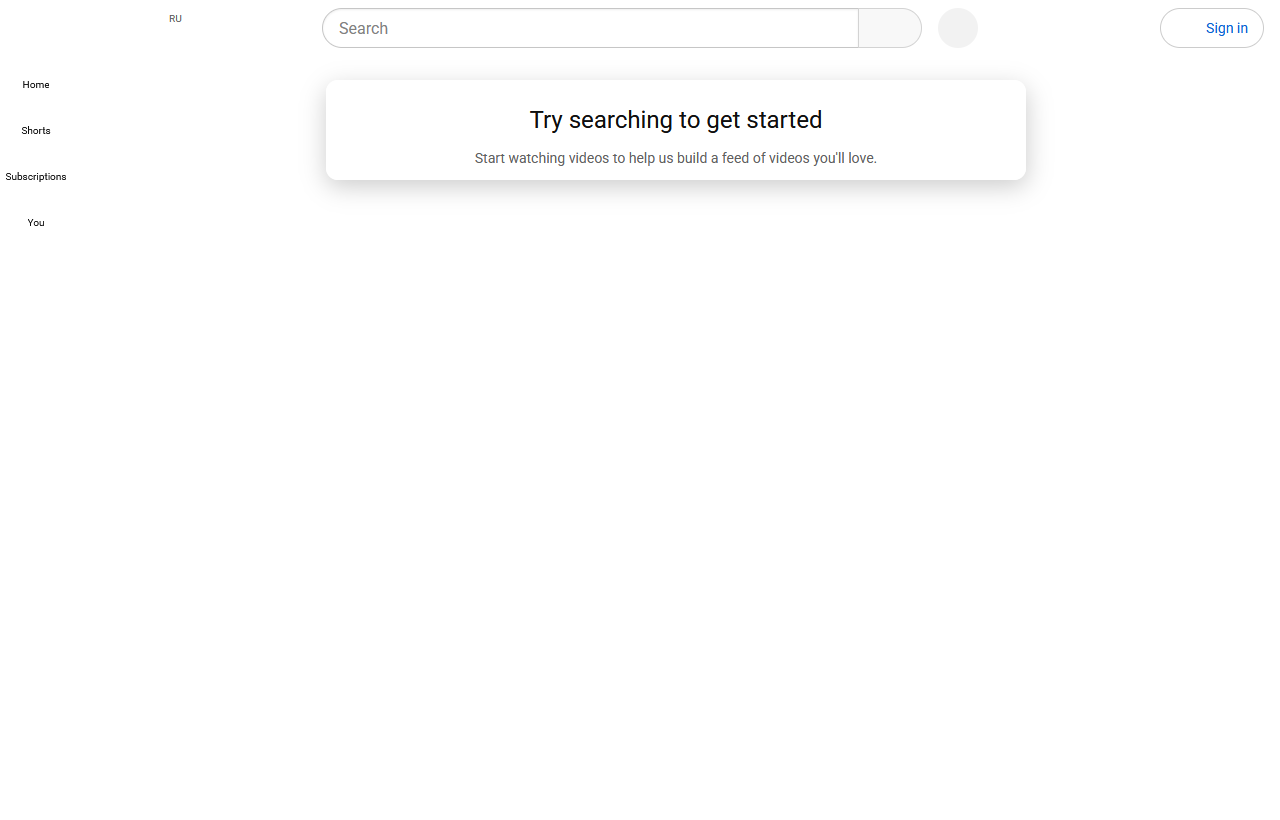 RU
Search
Sign in
Home
Shorts
Subscriptions
You
Try searching to get started
Start watching videos to help us build a feed of videos you'll love.